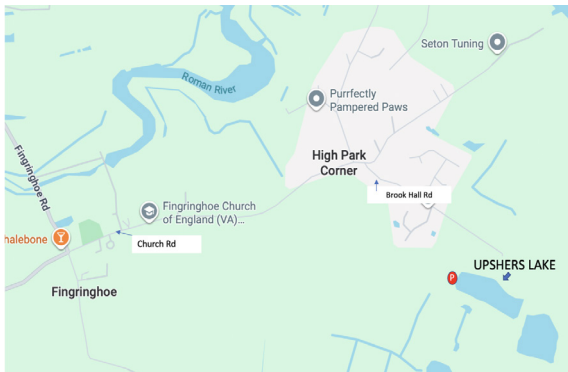 Seton Tuning
Roman River
Purrfectly
Pampered Paws
High Park
Corner
Fingringhoe Rd
Brook Hall Rd
Fingringhoe Church
of England (VA)...
halebone
Church Rd
UPSHERS LAKE
P
Fingringhoe